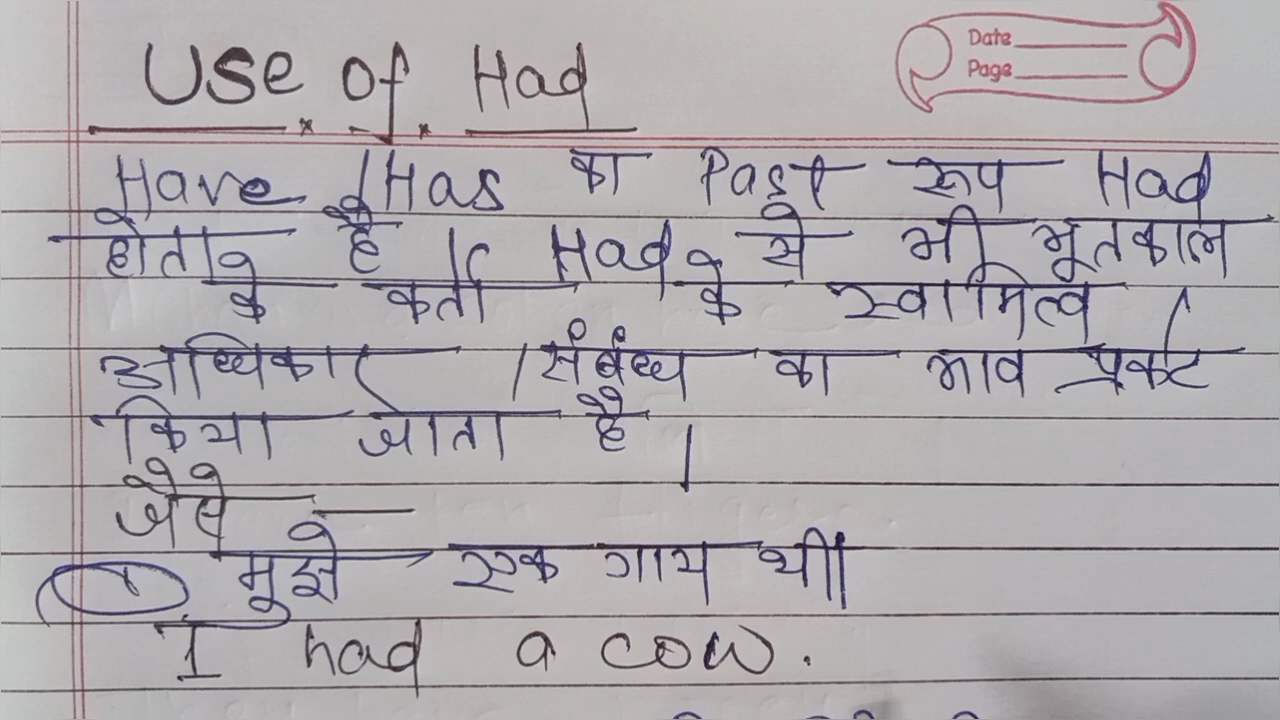 Use of Had
Date
Page
Have / Has का Past रूप Had
होता है । Had से भी भूतकाल
के कर्ता के स्वामित्व /
अधिकार / संबंध का भाव प्रकट
किया जाता है ।
जैसे —
① मुझे एक गाय थी।
I had a cow.